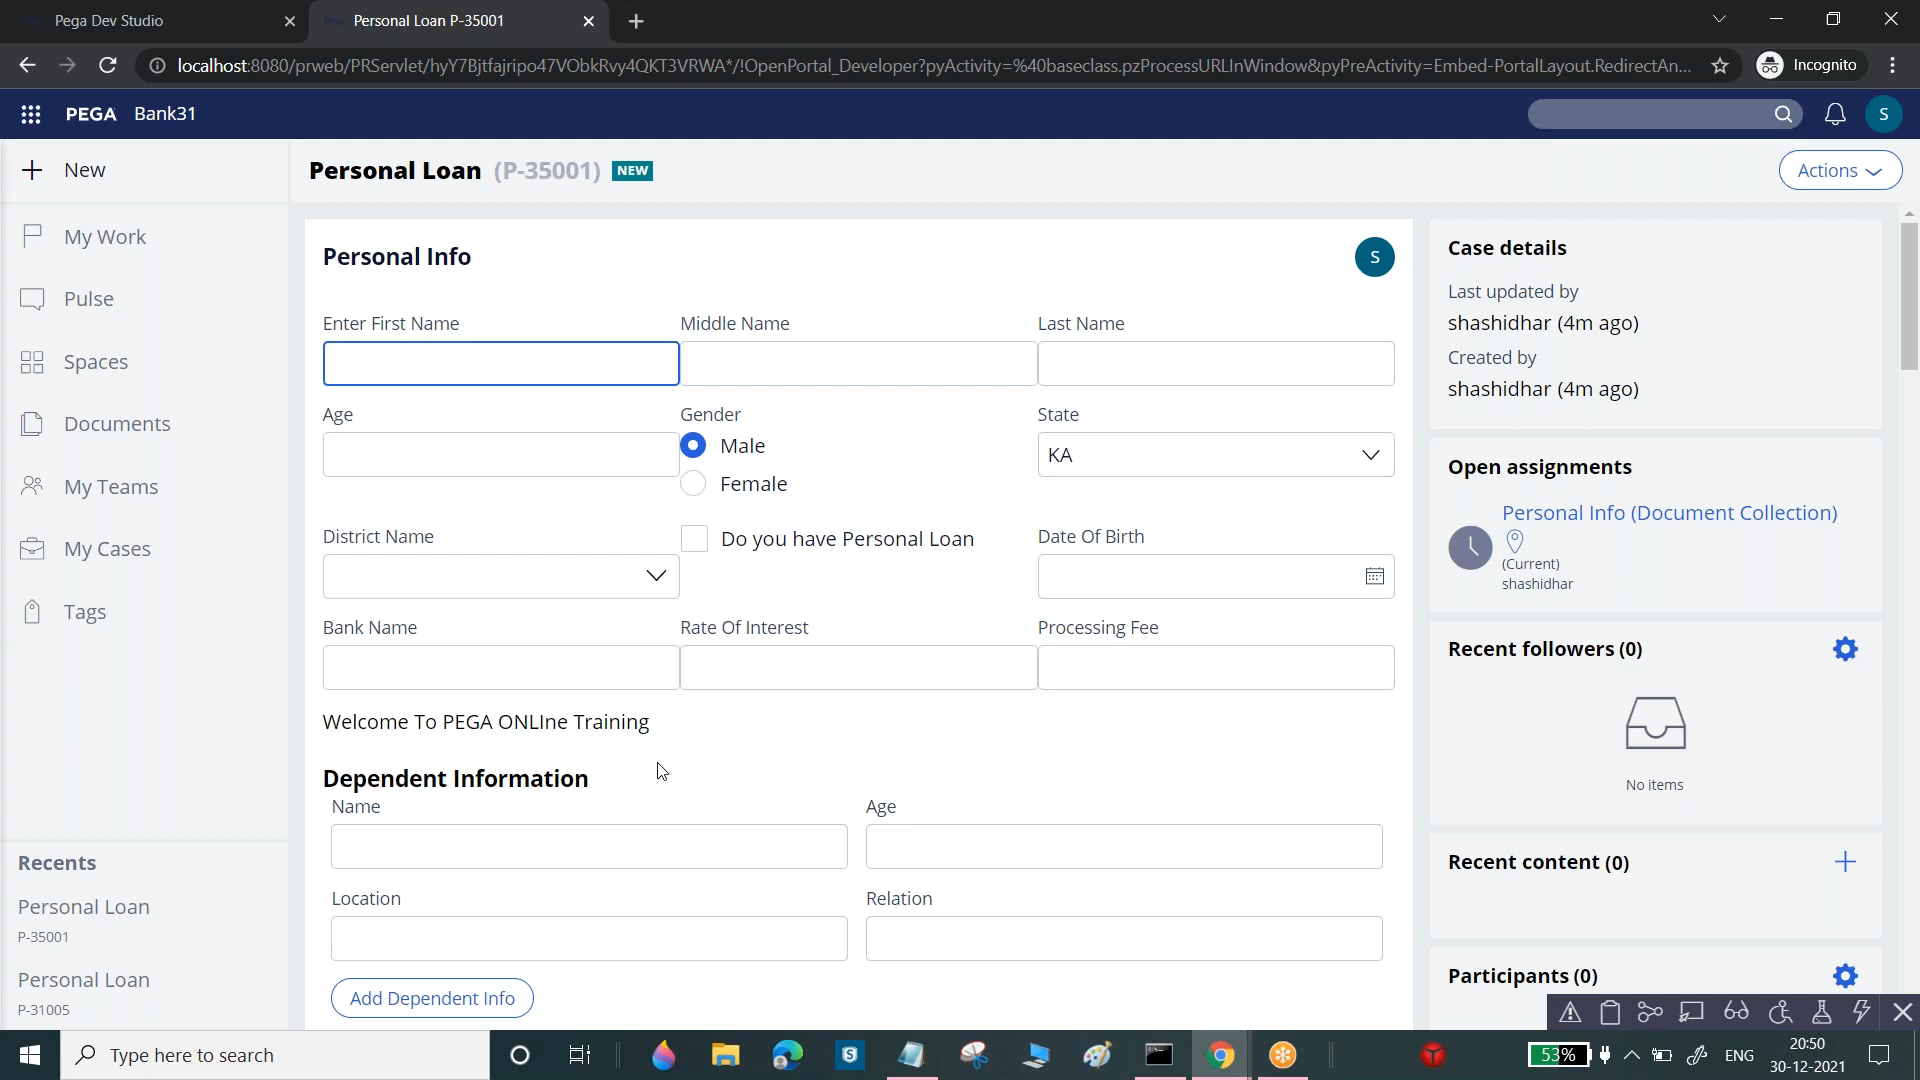 Pega Dev Studio
Personal Loan P-35001
localhost:8080/prweb/PRServlet/hyY7Bjtfajripo47VObkRvy4QKT3VRWA*/!OpenPortal_Developer?pyActivity=%40baseclass.pzProcessURLInWindow&pyPreActivity=Embed-PortalLayout.RedirectAn...
Incognito
PEGA Bank31
S
New
Personal Loan (P-35001) NEW
Actions
My Work
Pulse
Spaces
Documents
My Teams
My Cases
Tags
Recents
Personal Loan
P-35001
Personal Loan
P-31005
Personal Info
S
Enter First Name
Middle Name
Last Name
Age
Gender
Male
Female
State
KA
District Name
Do you have Personal Loan
Date Of Birth
Bank Name
Rate Of Interest
Processing Fee
Welcome To PEGA ONLIne Training
Dependent Information
Name
Age
Location
Relation
Add Dependent Info
Case details
Last updated by
shashidhar (4m ago)
Created by
shashidhar (4m ago)
Open assignments
Personal Info (Document Collection)
(Current)
shashidhar
Recent followers (0)
No items
Recent content (0)
Participants (0)
Type here to search
53%
ENG
20:50
30-12-2021